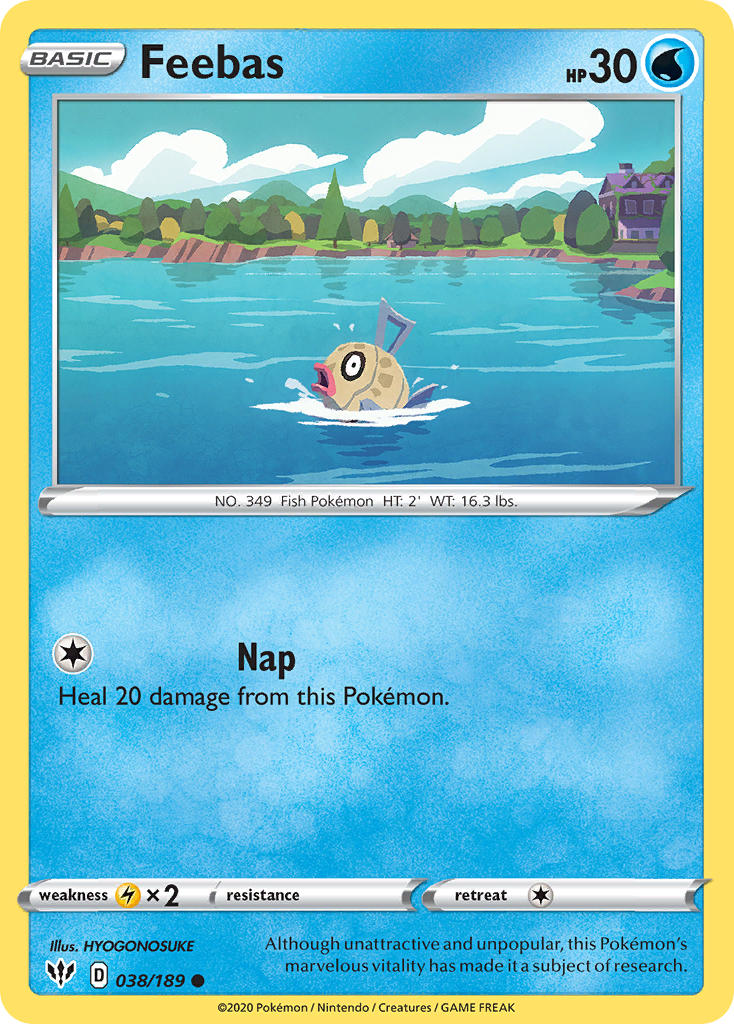 BASIC Feebas HP 30
NO. 349 Fish Pokémon HT: 2' WT: 16.3 lbs.
Nap
Heal 20 damage from this Pokémon.
weakness ×2 resistance retreat
Illus. HYOGONOSUKE
Although unattractive and unpopular, this Pokémon's
marvelous vitality has made it a subject of research.
D 038/189
©2020 Pokémon / Nintendo / Creatures / GAME FREAK